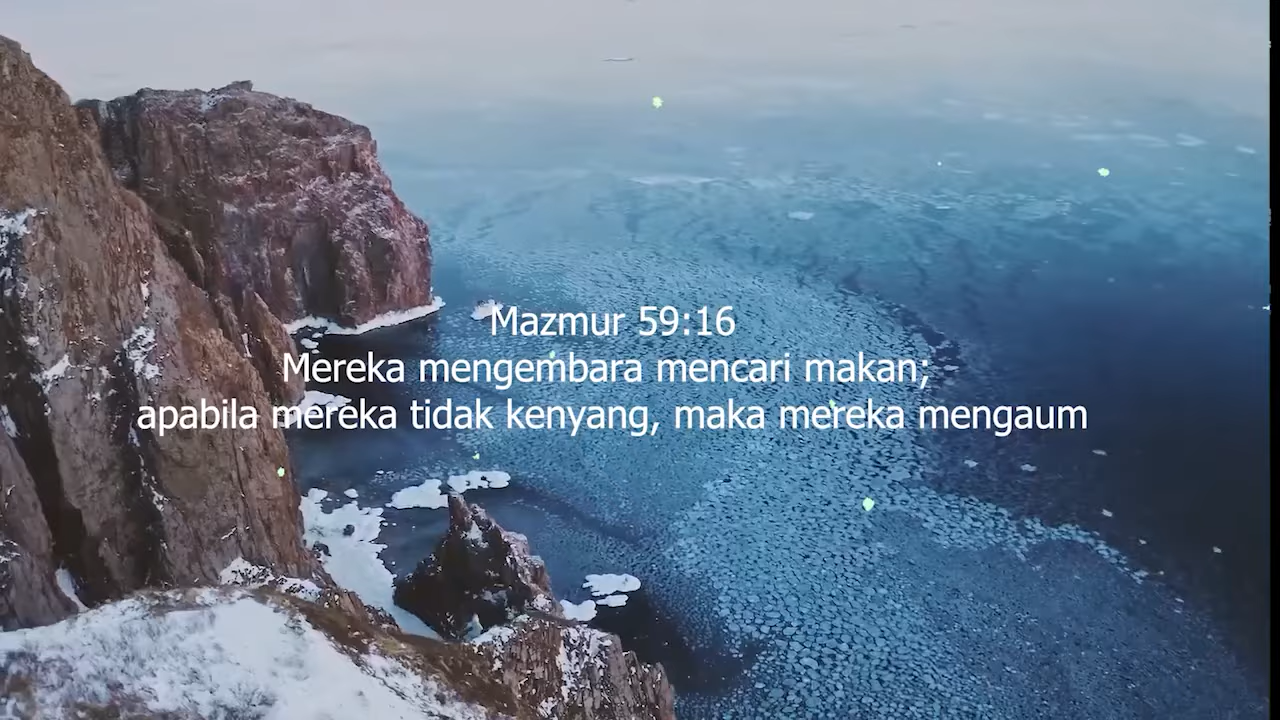 Mazmur 59:16
Mereka mengembara mencari makan;
apabila mereka tidak kenyang, maka mereka mengaum